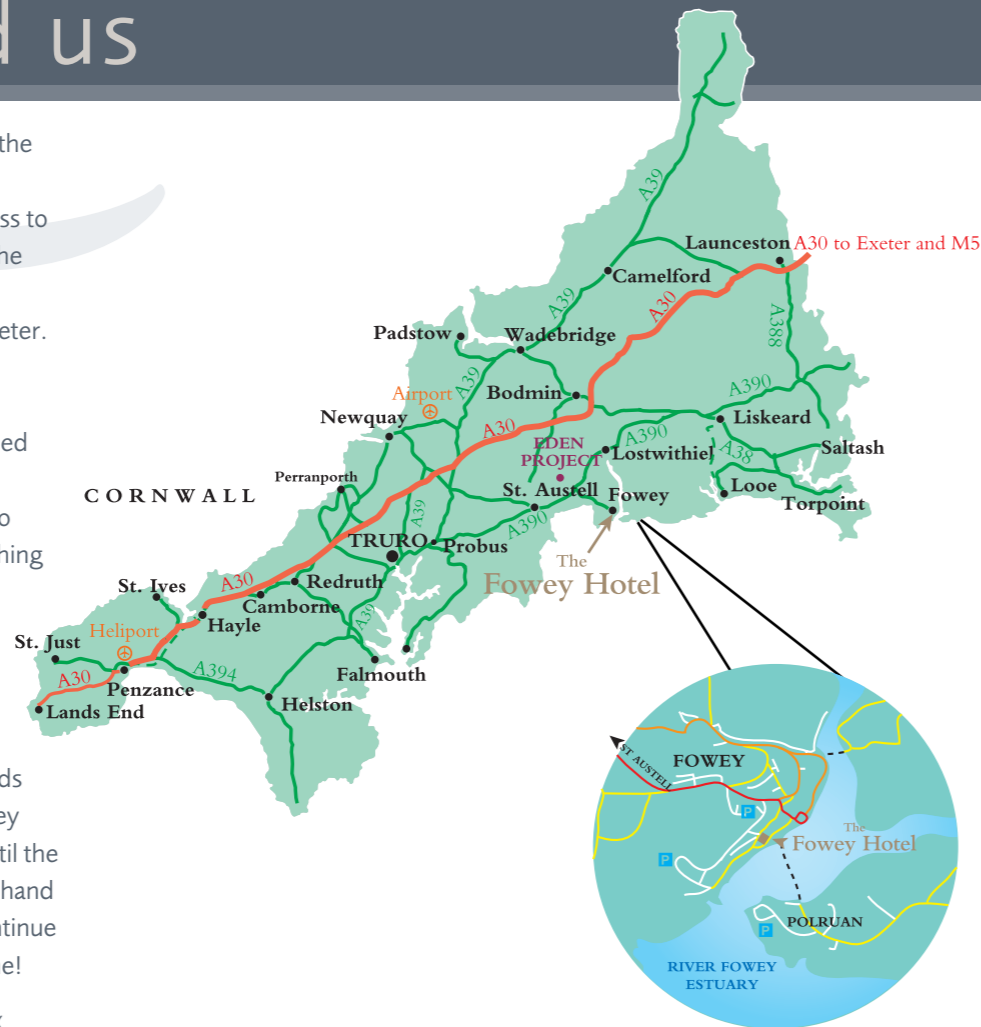 d us
the
ss to
he
eter.
ed
o
hing
ds
ey
til the
hand
ntinue
e!
CORNWALL
A39
Launceston
A30 to Exeter and M5
Camelford
A39
A30
A388
Padstow
Wadebridge
A39
Airport
Bodmin
A390
Newquay
A30
Liskeard
EDEN
PROJECT
A390
Lostwithiel
A38
Saltash
Perranporth
Looe
St. Austell
Fowey
Torpoint
A39
A390
TRURO
Probus
The
Fowey Hotel
St. Ives
A30
Redruth
Camborne
A39
Hayle
St. Just
Heliport
A30
A394
Falmouth
Penzance
Lands End
Helston
ST AUSTELL
FOWEY
P
The
Fowey Hotel
P
POLRUAN
P
RIVER FOWEY
ESTUARY